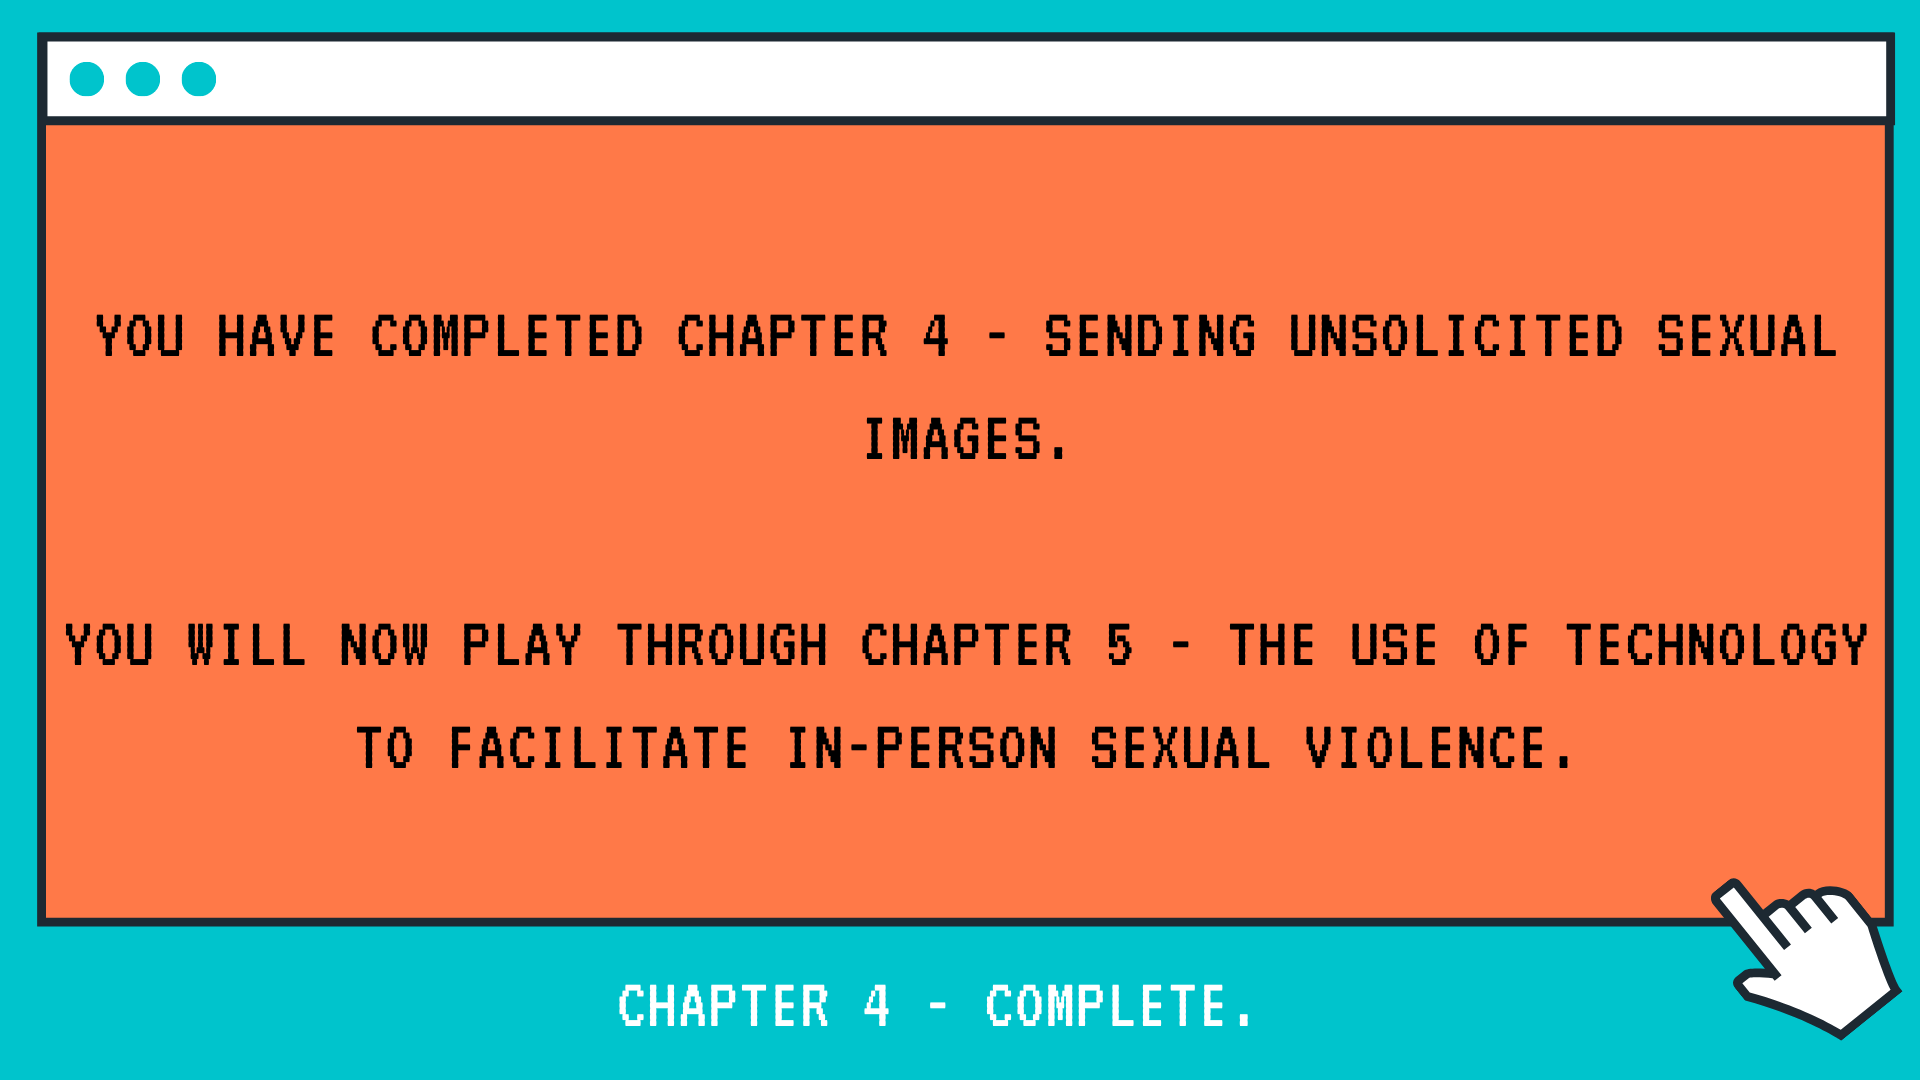 YOU HAVE COMPLETED CHAPTER 4 - SENDING UNSOLICITED SEXUAL
IMAGES.
YOU WILL NOW PLAY THROUGH CHAPTER 5 - THE USE OF TECHNOLOGY
TO FACILITATE IN-PERSON SEXUAL VIOLENCE.
CHAPTER 4 - COMPLETE.